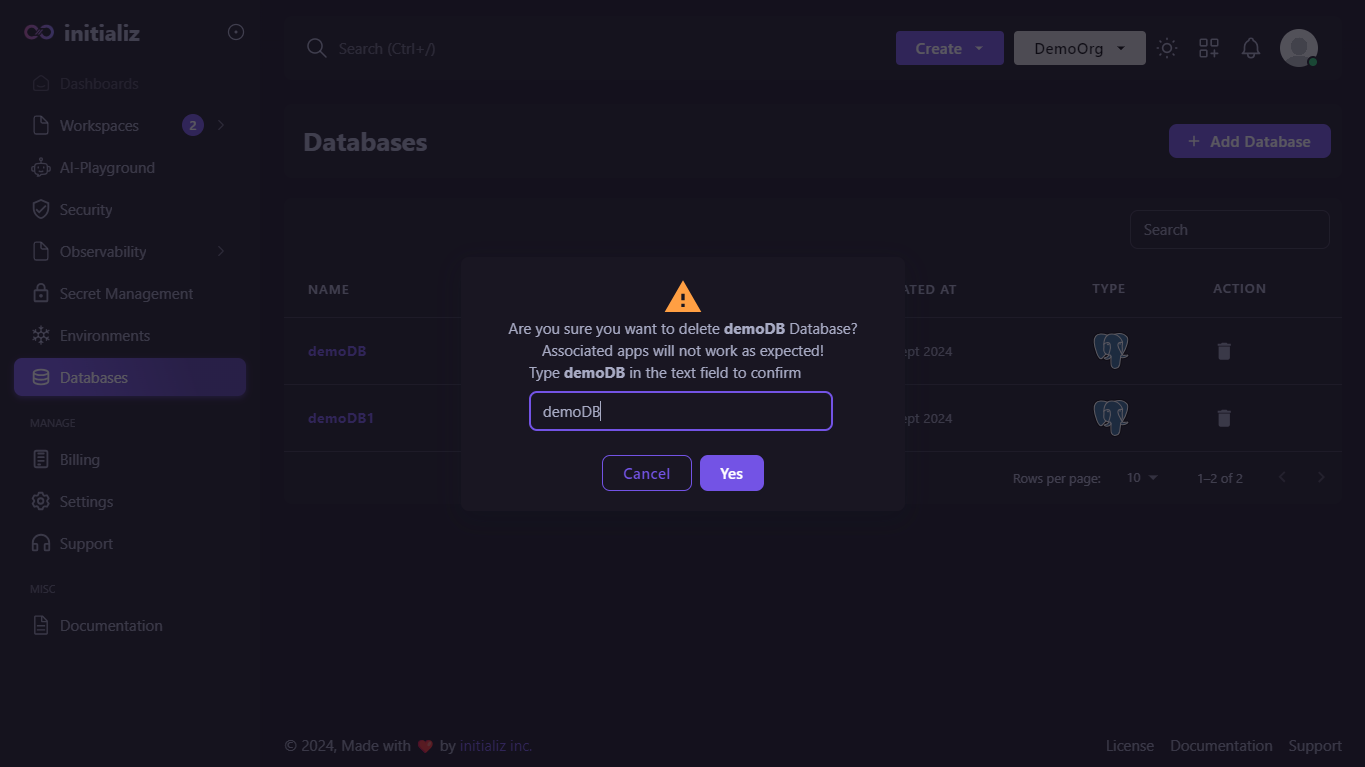 initializ
Search (Ctrl+/)
Create
DemoOrg
Dashboards
Workspaces 2
AI-Playground
Security
Observability
Secret Management
Environments
Databases
MANAGE
Billing
Settings
Support
MISC
Documentation
Databases
+ Add Database
Search
NAME
ATED AT
TYPE
ACTION
demoDB
ept 2024
demoDB1
ept 2024
Rows per page: 10 1–2 of 2
Are you sure you want to delete demoDB Database?
Associated apps will not work as expected!
Type demoDB in the text field to confirm
demoDB
Cancel
Yes
© 2024, Made with ❤️ by initializ inc.
License Documentation Support